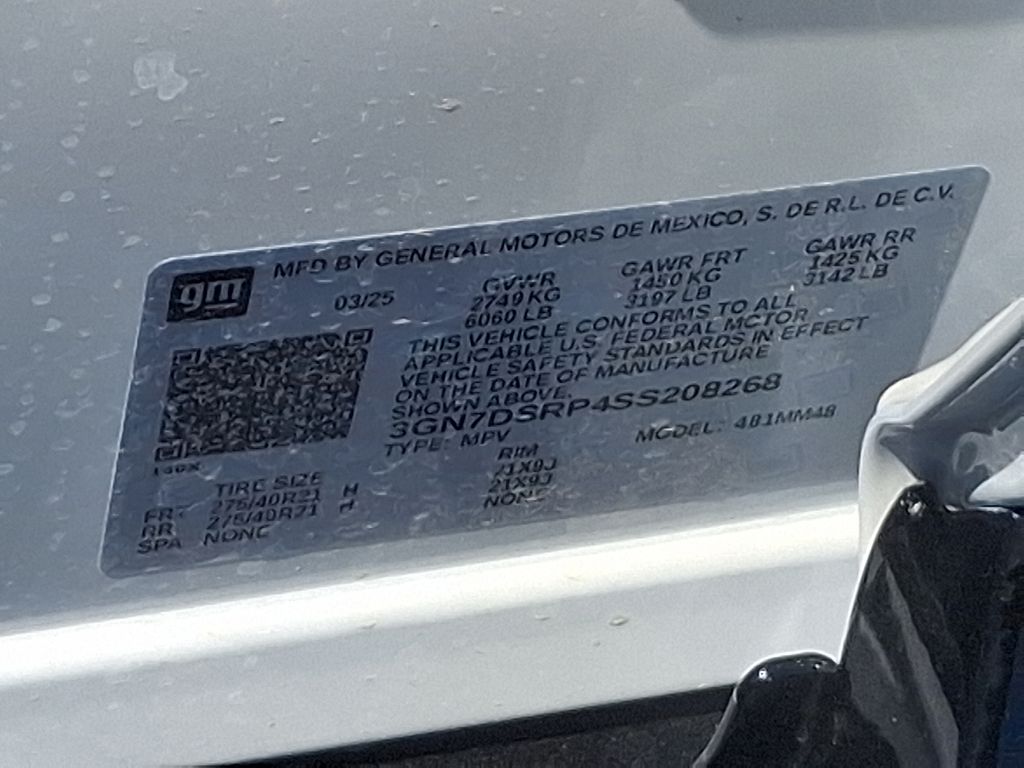 gm
MFD BY GENERAL MOTORS DE MEXICO, S. DE R.L. DE C.V.
03/25
GVWR
2749 KG
6060 LB
GAWR FRT
1450 KG
3197 LB
GAWR RR
1425 KG
3142 LB
THIS VEHICLE CONFORMS TO ALL
APPLICABLE U.S. FEDERAL MOTOR
VEHICLE SAFETY STANDARDS IN EFFECT
ON THE DATE OF MANUFACTURE
SHOWN ABOVE.
3GN7DSRP4SS208268
TYPE: MPV
MODEL: 4B1MM48
TIRE SIZE
RIM
FRT 275/40R21 H 21X9J
RR 275/40R21 H 21X9J
SPA NONE NONE